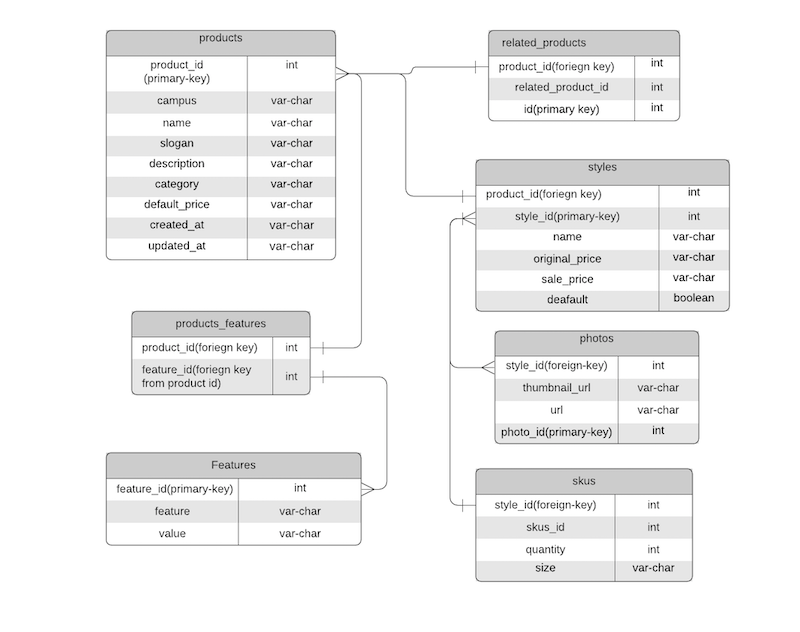 products
product_id
(primary-key) int
campus var-char
name var-char
slogan var-char
description var-char
category var-char
default_price var-char
created_at var-char
updated_at var-char
related_products
product_id(foriegn key) int
related_product_id int
id(primary key) int
styles
product_id(foriegn key) int
style_id(primary-key) int
name var-char
original_price var-char
sale_price var-char
deafault boolean
products_features
product_id(foriegn key) int
feature_id(foriegn key
from product id) int
photos
style_id(foreign-key) int
thumbnail_url var-char
url var-char
photo_id(primary-key) int
Features
feature_id(primary-key) int
feature var-char
value var-char
skus
style_id(foreign-key) int
skus_id int
quantity int
size var-char